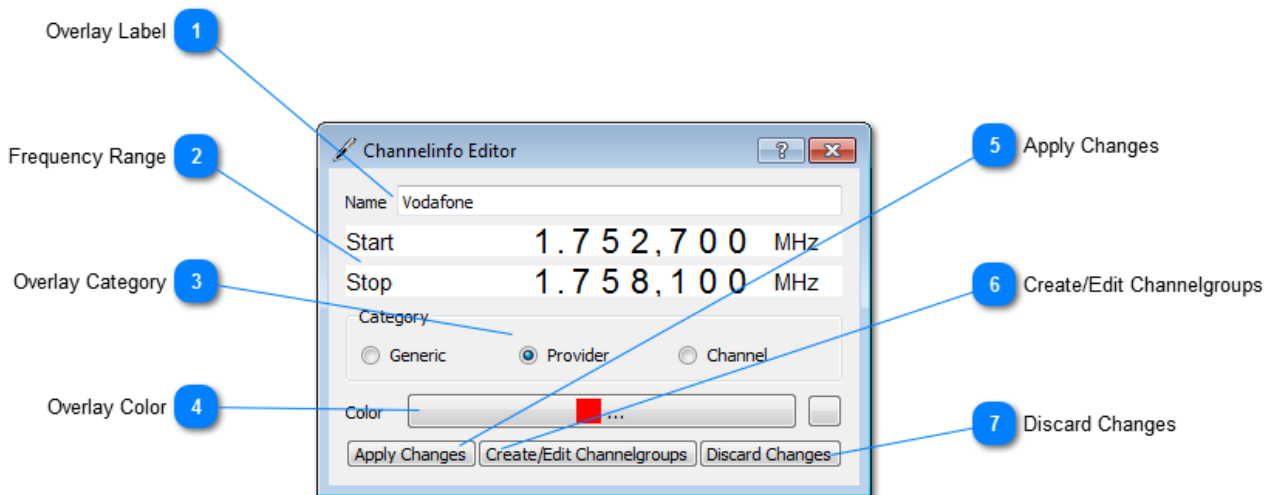 Overlay Label 1
Frequency Range 2
Overlay Category 3
Overlay Color 4
Channelinfo Editor
Name Vodafone
Start 1.752,700 MHz
Stop 1.758,100 MHz
Category
Generic Provider Channel
Color ...
Apply Changes Create/Edit Channelgroups Discard Changes
5 Apply Changes
6 Create/Edit Channelgroups
7 Discard Changes